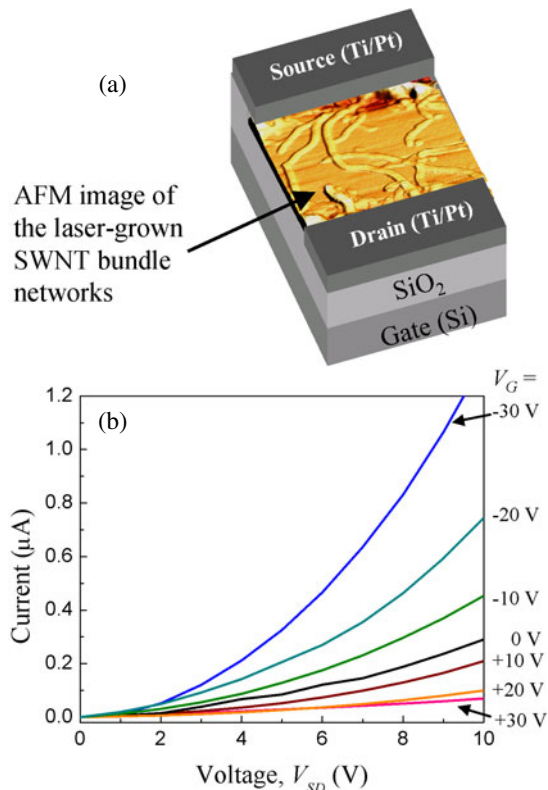 (a)
Source (Ti/Pt)
AFM image of
the laser-grown
SWNT bundle
networks
Drain (Ti/Pt)
SiO₂
Gate (Si)
(b)
V_G =
-30 V
-20 V
-10 V
0 V
+10 V
+20 V
+30 V
Current (μA)
1.2
1.0
0.8
0.6
0.4
0.2
0.0
0 2 4 6 8 10
Voltage, V_SD (V)